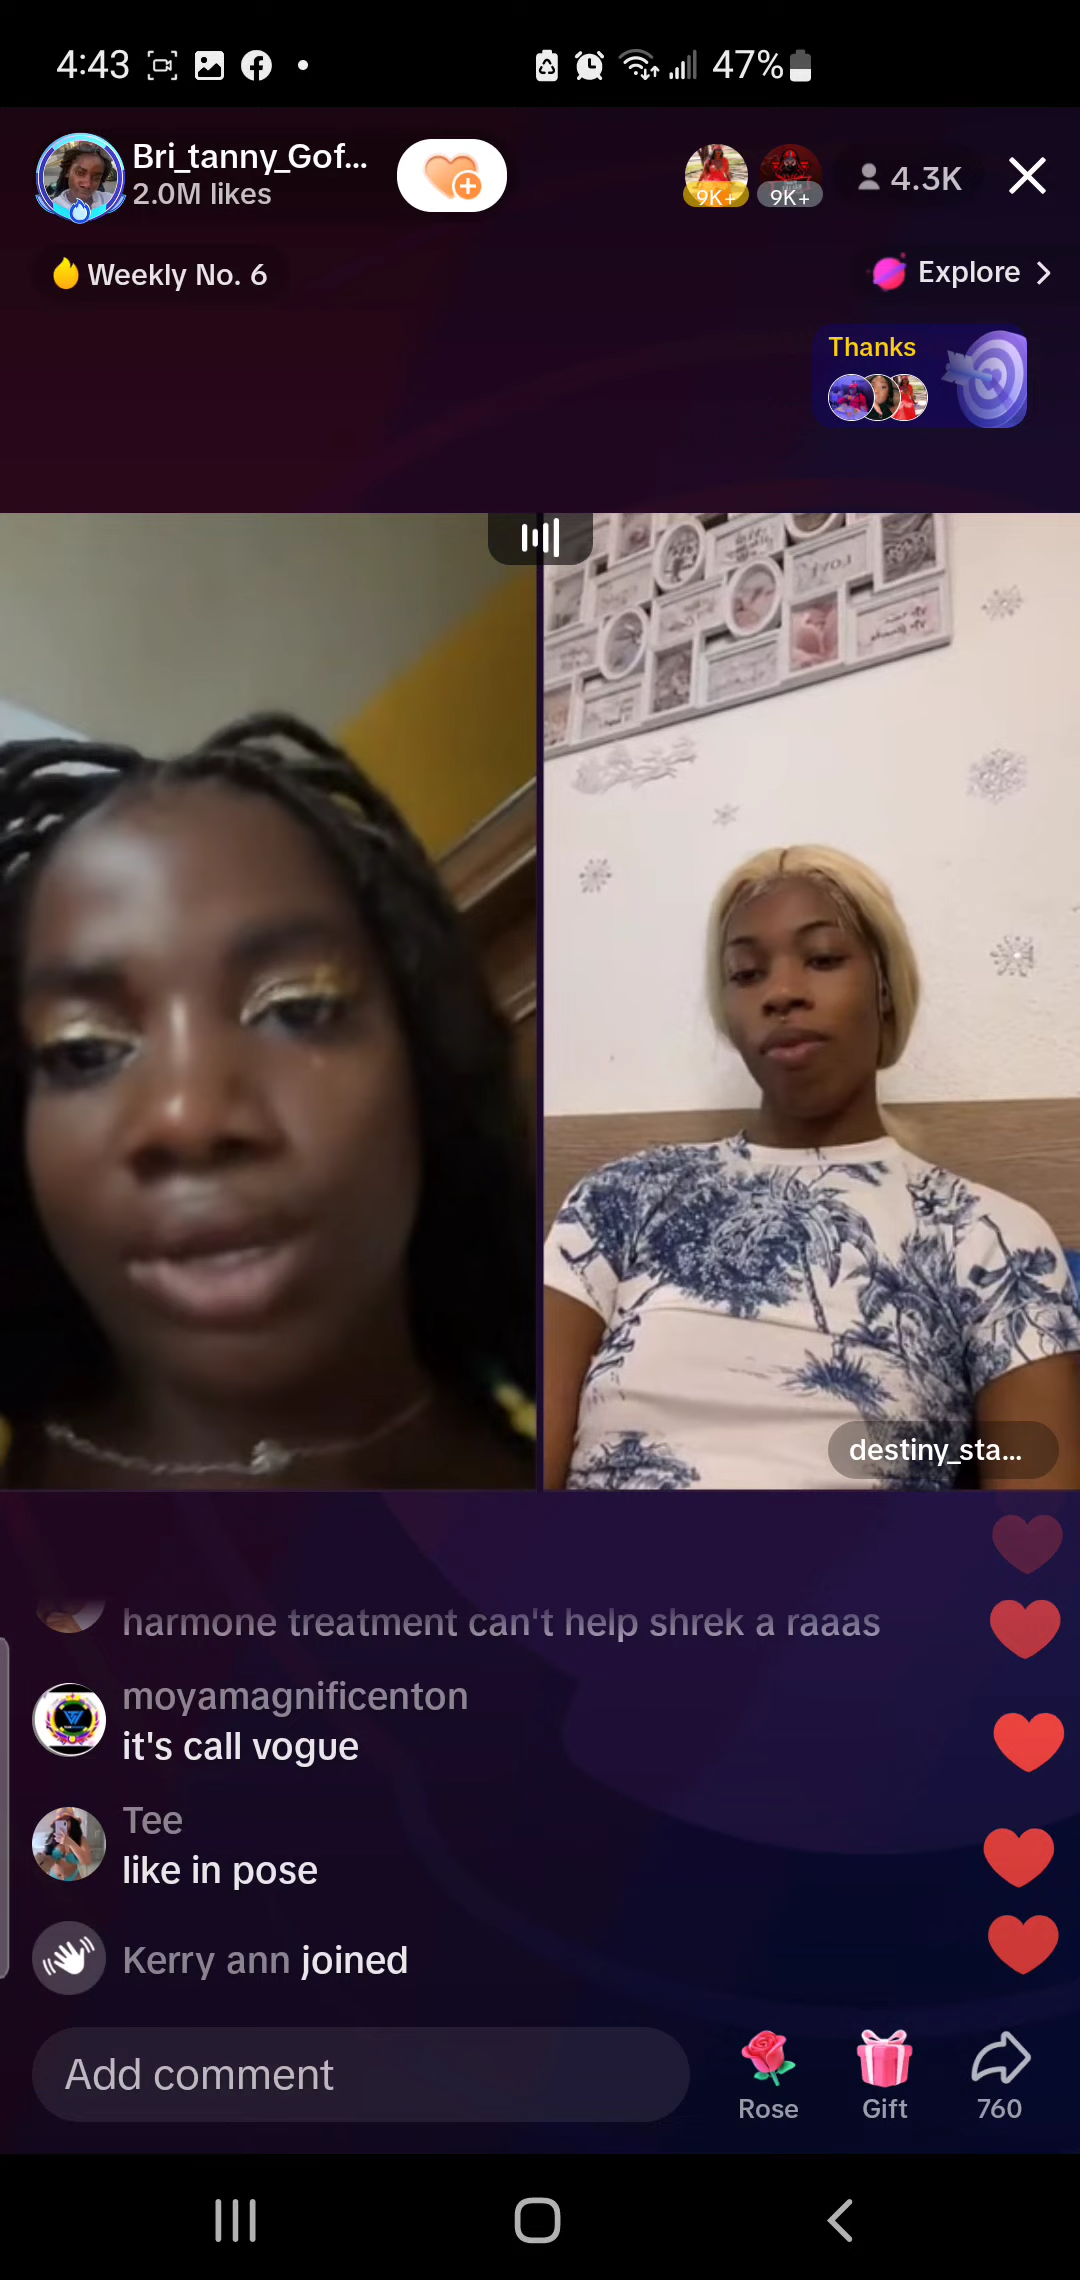 4:43
47%
Bri_tanny_Gof...
2.0M likes
9K+
9K+
4.3K
Weekly No. 6
Explore
Thanks
destiny_sta...
harmone treatment can't help shrek a raaas
moyamagnificenton
it's call vogue
Tee
like in pose
Kerry ann joined
Add comment
Rose
Gift
760